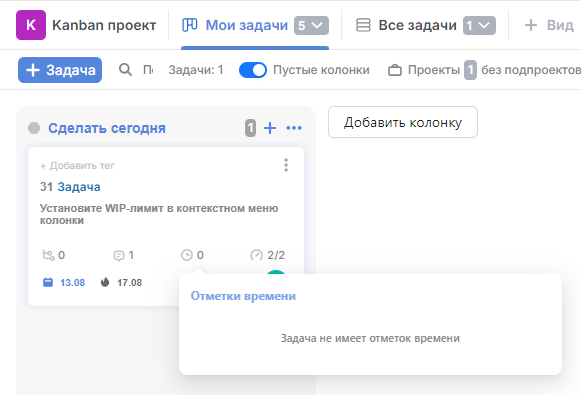 K Kanban проект Мои задачи 5 Все задачи 1 + Вид
+ Задача Задачи: 1 Пустые колонки Проекты 1 без подпроектов
Сделать сегодня 1 + ••• Добавить колонку
+ Добавить тег
31 Задача
Установите WIP-лимит в контекстном меню
колонки
0 1 0 2/2
13.08 17.08
Отметки времени
Задача не имеет отметок времени